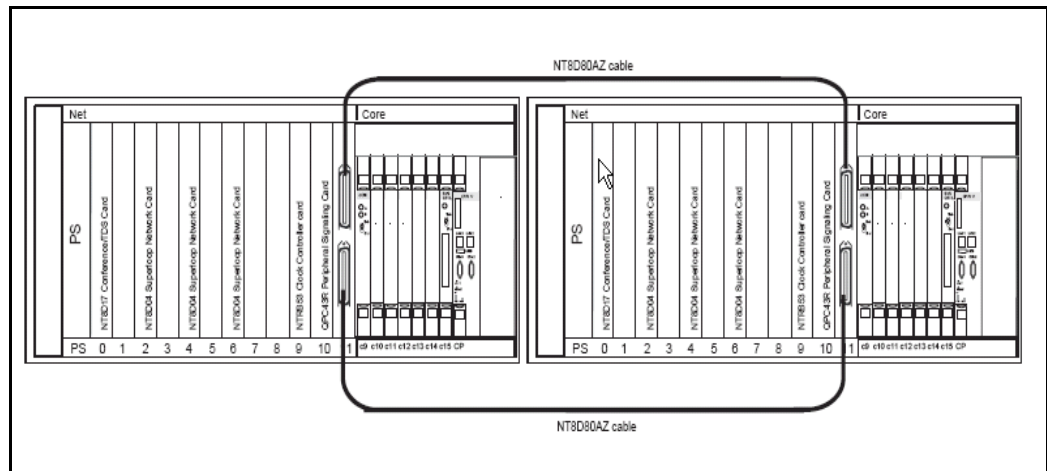 NT8D80AZ cable
Net
Core
Net
Core
PS
NT8D17 Conference/TDS Card
NT8D04 Superloop Network Card
NT8D04 Superloop Network Card
NT8D04 Superloop Network Card
NTRB53 Clock Controller card
QPC43R Peripheral Signaling Card
PS
NT8D17 Conference/TDS Card
NT8D04 Superloop Network Card
NT8D04 Superloop Network Card
NT8D04 Superloop Network Card
NTRB53 Clock Controller card
QPC43R Peripheral Signaling Card
PS 0 1 2 3 4 5 6 7 8 9 10 11 c9 c10 c11 c12 c13 c14 c15 CP
PS 0 1 2 3 4 5 6 7 8 9 10 11 c9 c10 c11 c12 c13 c14 c15 CP
NT8D80AZ cable